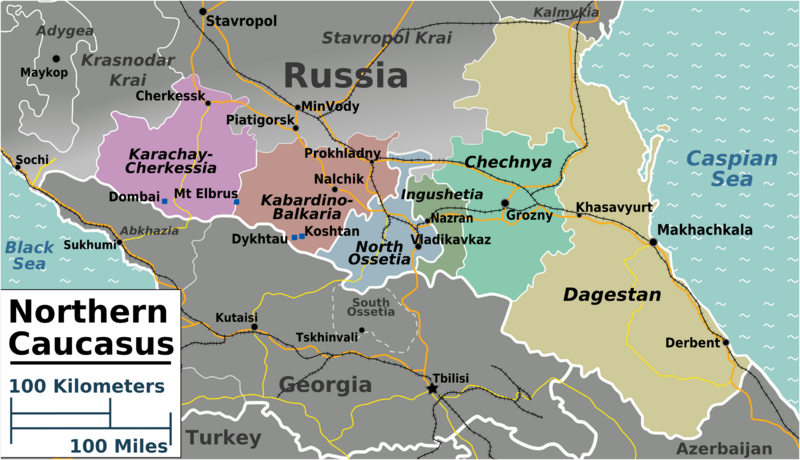 Kalmykia
Stavropol
Adygea
Stavropol Krai
Krasnodar
Krai
Maykop
Russia
Cherkessk
MinVody
Piatigorsk
Sochi
Karachay-
Cherkessia
Prokhladny
Chechnya
Caspian
Sea
Nalchik
Dombai
Mt Elbrus
Kabardino-
Balkaria
Ingushetia
Grozny
Khasavyurt
Nazran
Abkhazia
Koshtan
Dykhtau
Makhachkala
Vladikavkaz
Sukhumi
Black
Sea
North
Ossetia
Dagestan
Northern
Caucasus
South
Ossetia
Kutaisi
Tskhinvali
Derbent
100 Kilometers
100 Miles
Tbilisi
Georgia
Turkey
Azerbaijan